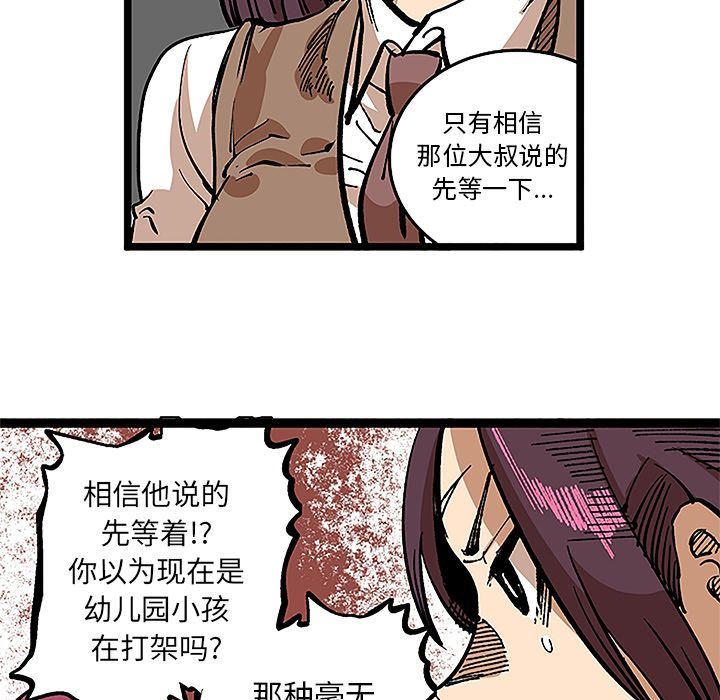 只有相信
那位大叔说的
先等一下...
相信他说的
先等着!?
你以为现在是
幼儿园小孩
在打架吗?
那种毫无